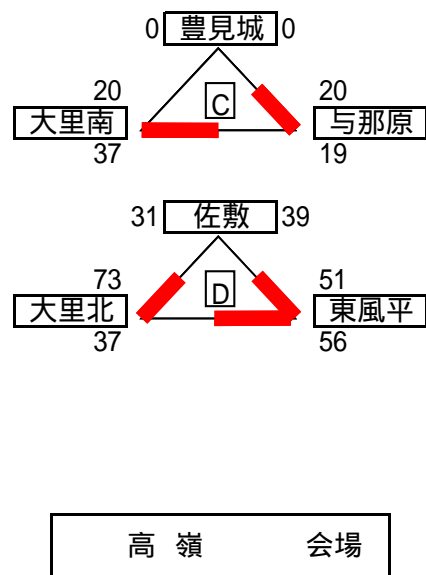 0 豊見城 0
C
20 20
大里南 与那原
37 19
31 佐敷 39
D
73 51
大里北 東風平
37 56
高 嶺 会場